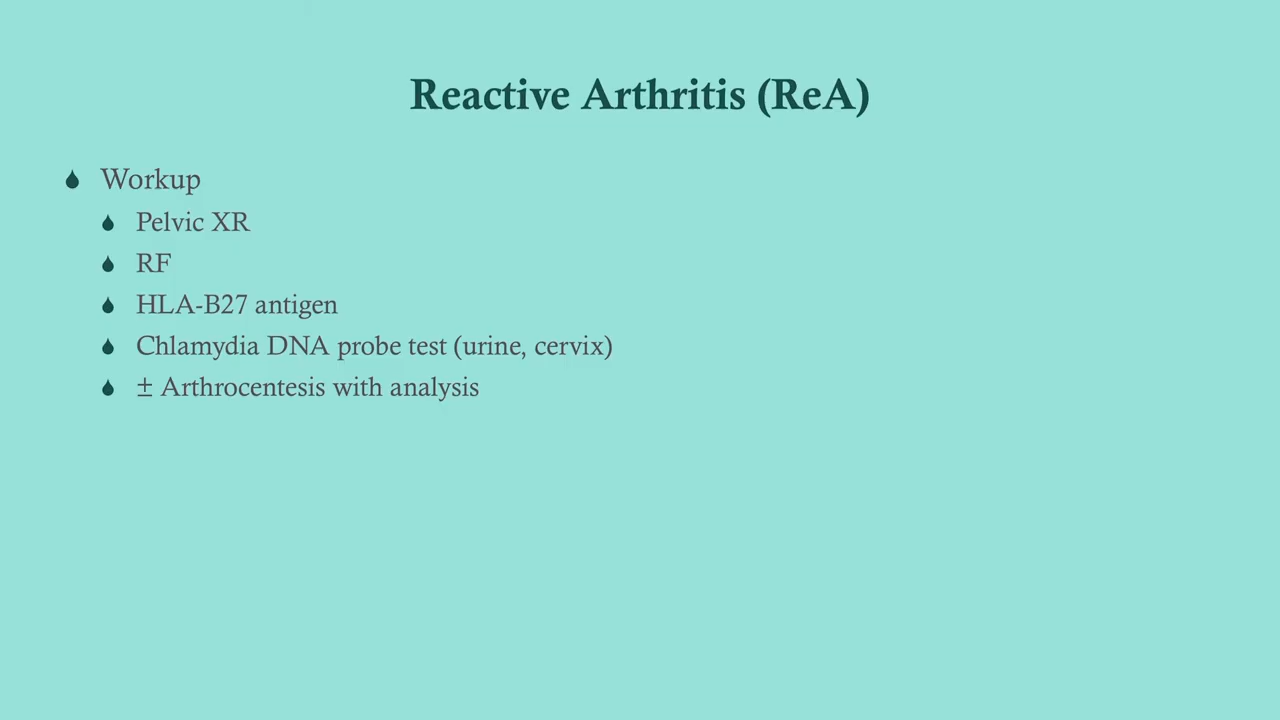 Reactive Arthritis (ReA)
Workup
Pelvic XR
RF
HLA-B27 antigen
Chlamydia DNA probe test (urine, cervix)
± Arthrocentesis with analysis